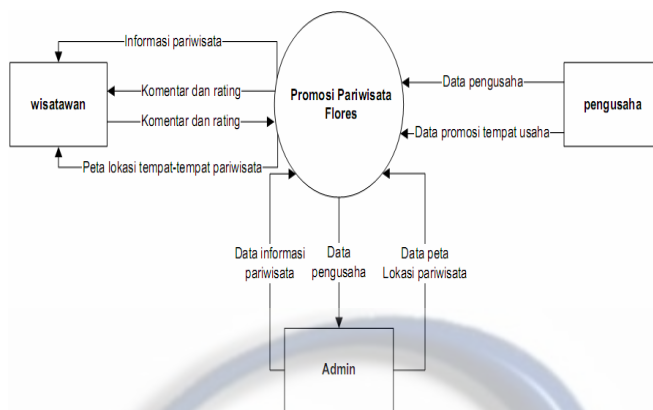 Informasi pariwisata
wisatawan
Komentar dan rating
Komentar dan rating
Peta lokasi tempat-tempat pariwisata
Promosi Pariwisata
Flores
Data pengusaha
pengusaha
Data promosi tempat usaha
Data informasi
pariwisata
Data
pengusaha
Data peta
Lokasi pariwisata
Admin